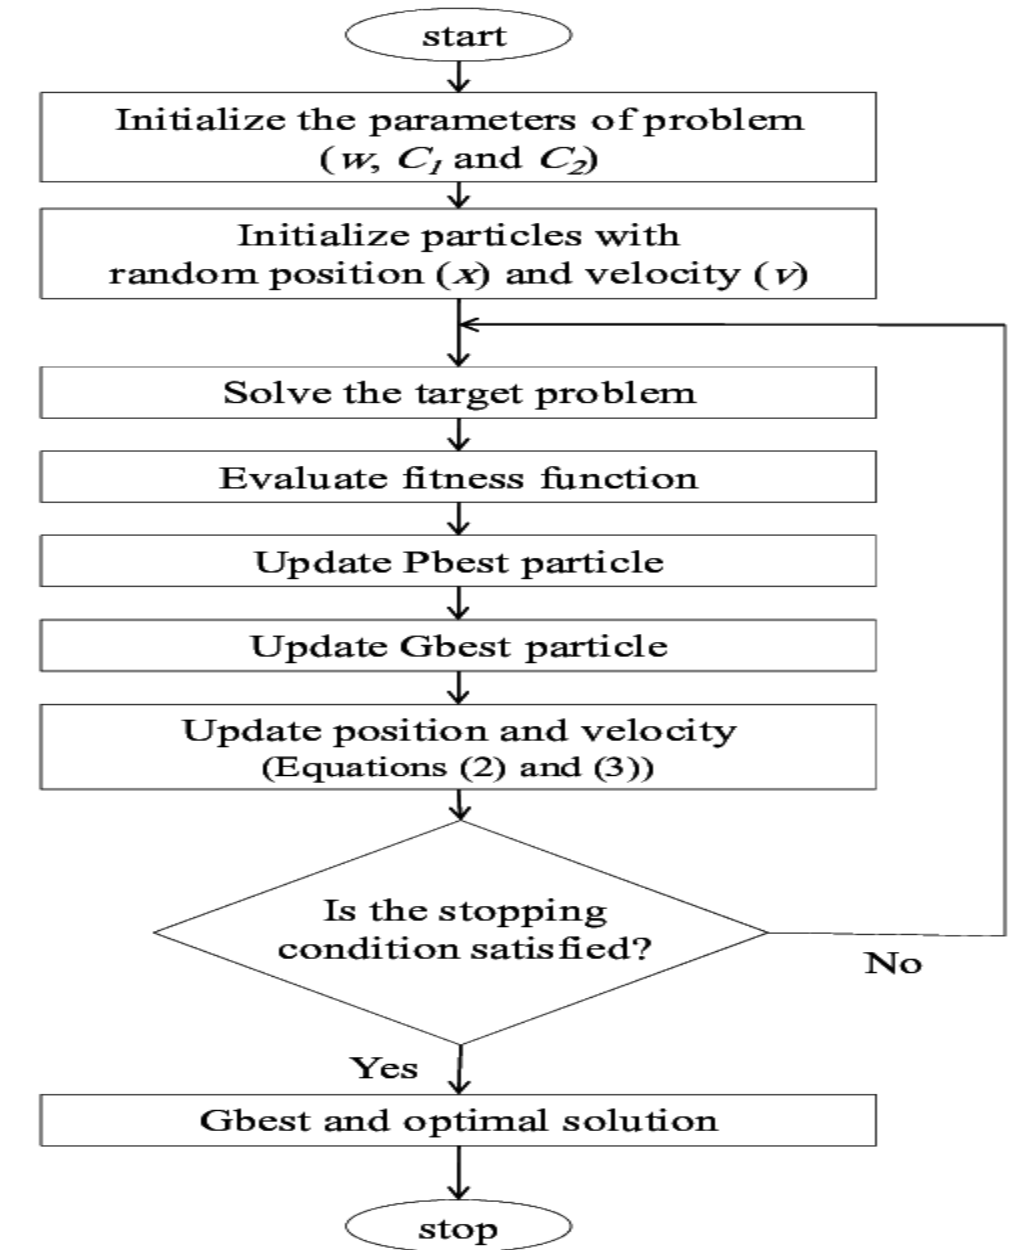 start
Initialize the parameters of problem
(w, C1 and C2)
Initialize particles with
random position (x) and velocity (v)
Solve the target problem
Evaluate fitness function
Update Pbest particle
Update Gbest particle
Update position and velocity
(Equations (2) and (3))
Is the stopping
condition satisfied?
No
Yes
Gbest and optimal solution
stop